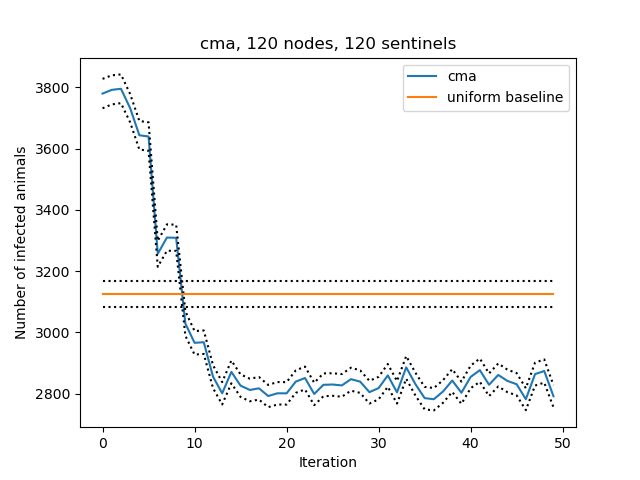 cma, 120 nodes, 120 sentinels
cma
uniform baseline
Number of infected animals
3800
3600
3400
3200
3000
2800
0 10 20 30 40 50
Iteration